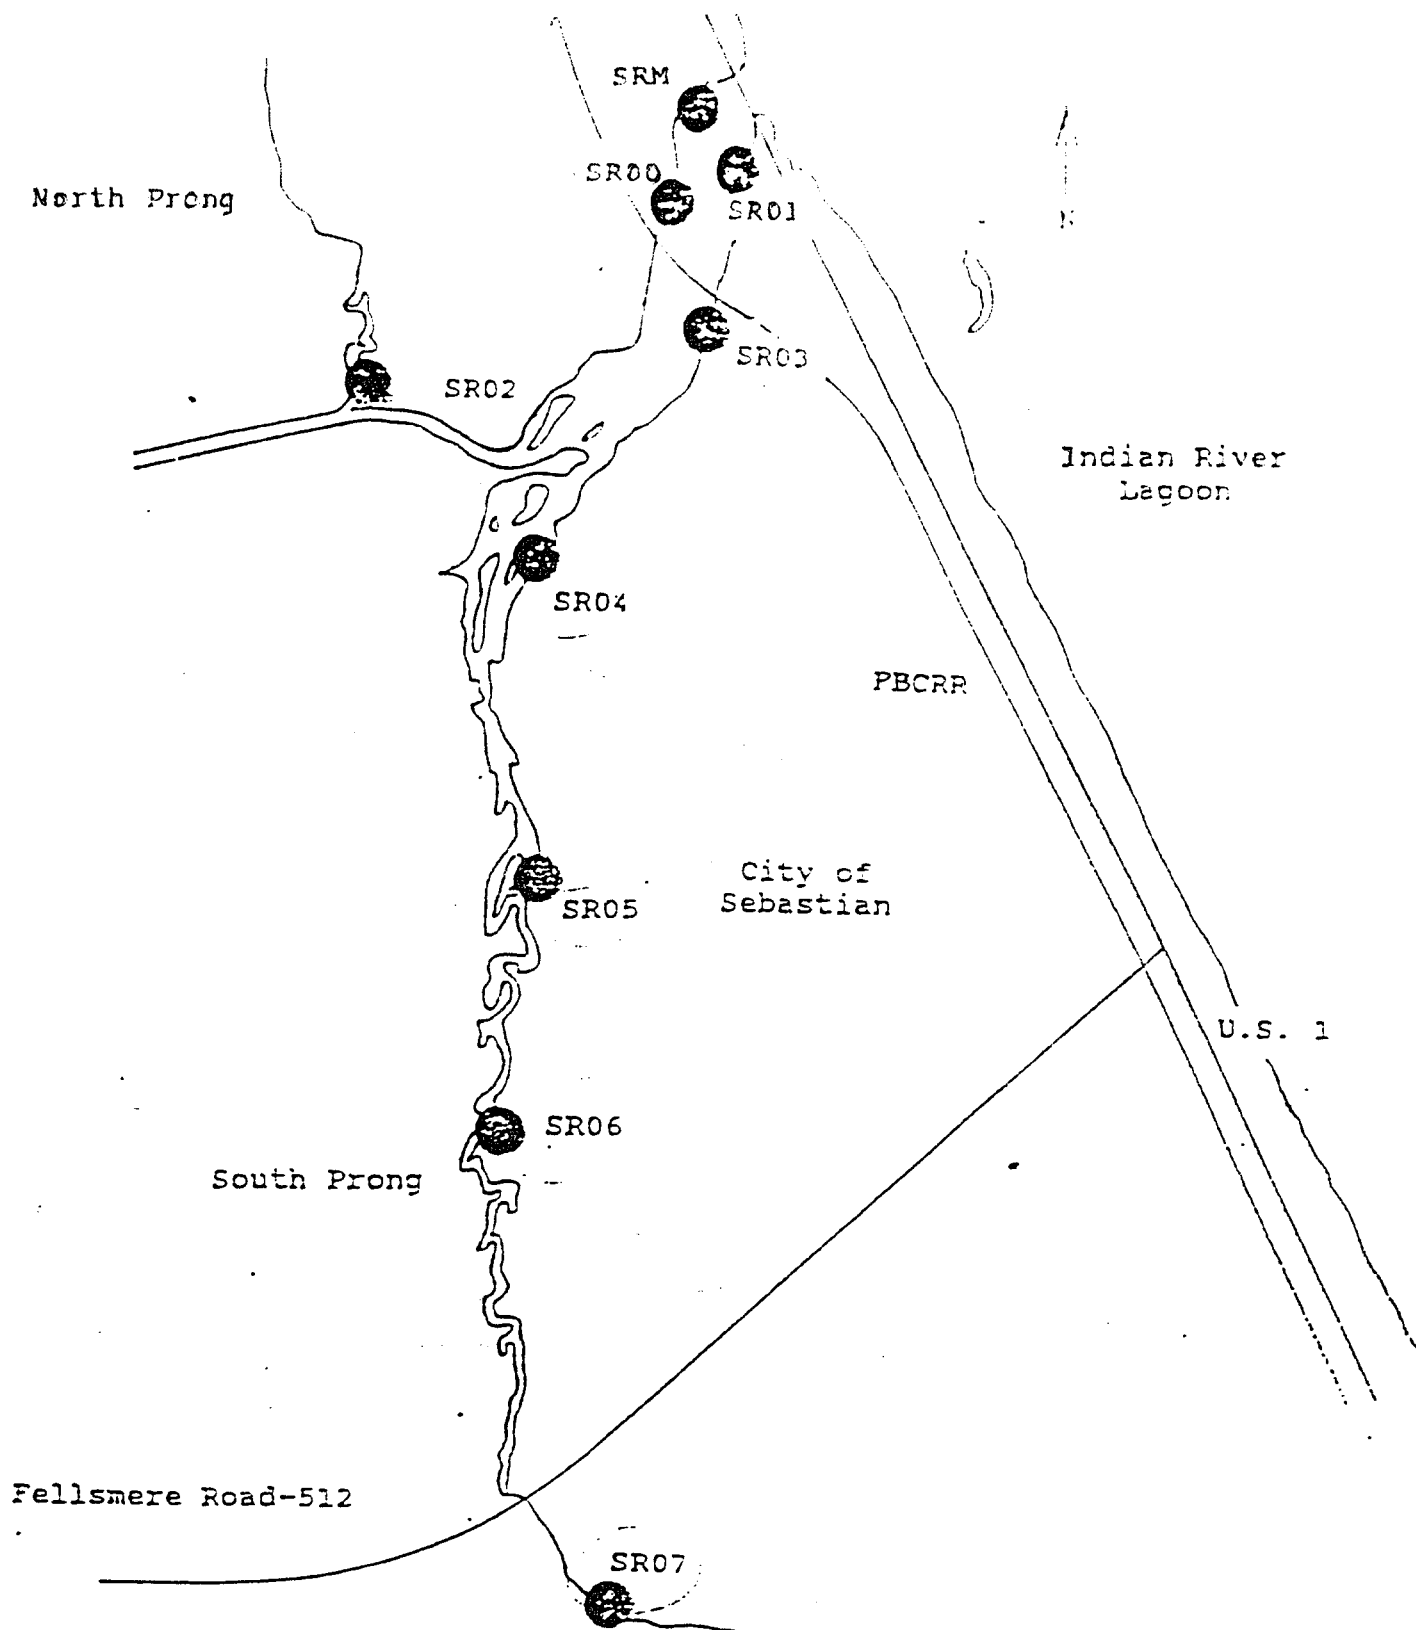 SRM
SR00
North Prong
SR01
N
SR03
SR02
Indian River
Lagoon
SR04
PBCRR
City of
Sebastian
SR05
U.S. 1
SR06
South Prong
Fellsmere Road-512
SR07